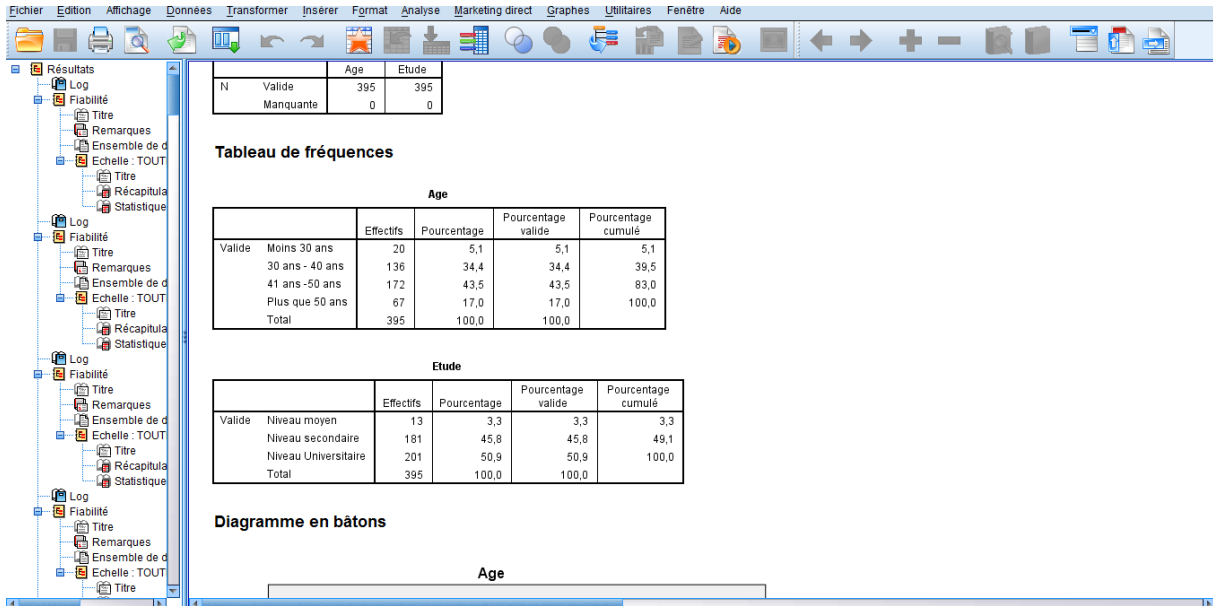 Fichier Edition Affichage Données Transformer Insérer Format Analyse Marketing direct Graphes Utilitaires Fenêtre Aide
Résultats
Log
Fiabilité
Titre
Remarques
Ensemble de d
Echelle : TOUT
Titre
Récapitula
Statistique
Log
Fiabilité
Titre
Remarques
Ensemble de d
Echelle : TOUT
Titre
Récapitula
Statistique
Log
Fiabilité
Titre
Remarques
Ensemble de d
Echelle : TOUT
Titre
Récapitula
Statistique
Log
Fiabilité
Titre
Remarques
Ensemble de d
Echelle : TOUT
Titre
Age Etude
N Valide 395 395
Manquante 0 0
Tableau de fréquences
Age
Effectifs Pourcentage Pourcentage valide Pourcentage cumulé
Valide Moins 30 ans 20 5,1 5,1 5,1
30 ans - 40 ans 136 34,4 34,4 39,5
41 ans -50 ans 172 43,5 43,5 83,0
Plus que 50 ans 67 17,0 17,0 100,0
Total 395 100,0 100,0
Etude
Effectifs Pourcentage Pourcentage valide Pourcentage cumulé
Valide Niveau moyen 13 3,3 3,3 3,3
Niveau secondaire 181 45,8 45,8 49,1
Niveau Universitaire 201 50,9 50,9 100,0
Total 395 100,0 100,0
Diagramme en bâtons
Age